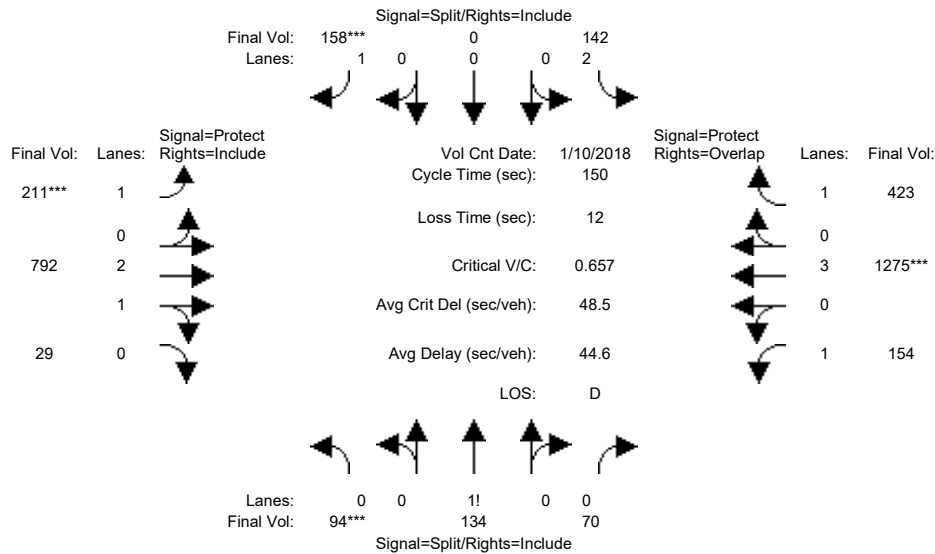 Signal=Split/Rights=Include
Final Vol: 158*** 0 142
Lanes: 1 0 0 0 2
Signal=Protect
Final Vol: Lanes: Rights=Include
Vol Cnt Date: 1/10/2018
Signal=Protect
Rights=Overlap Lanes: Final Vol:
Cycle Time (sec): 150
211*** 1
1 423
Loss Time (sec): 12
0
0
792 2
Critical V/C: 0.657
3 1275***
1
Avg Crit Del (sec/veh): 48.5
0
29 0
Avg Delay (sec/veh): 44.6
1 154
LOS: D
Lanes: 0 0 1! 0 0
Final Vol: 94*** 134 70
Signal=Split/Rights=Include